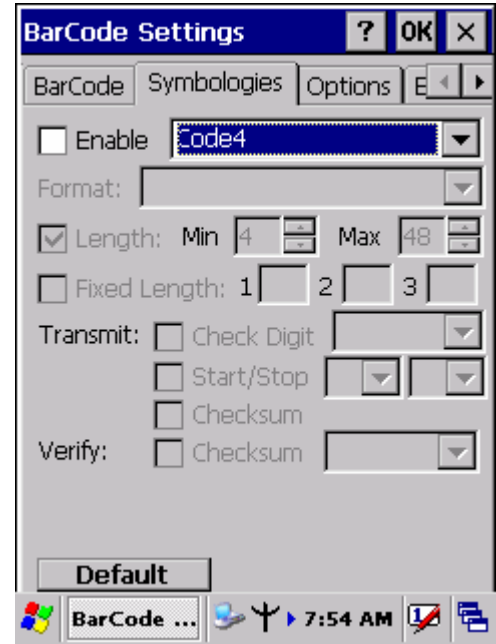 BarCode Settings ? OK ×
BarCode Symbologies Options E
Enable Code4
Format:
Length: Min 4 Max 48
Fixed Length: 1 2 3
Transmit: Check Digit
Start/Stop
Checksum
Verify: Checksum
Default
BarCode ... 7:54 AM